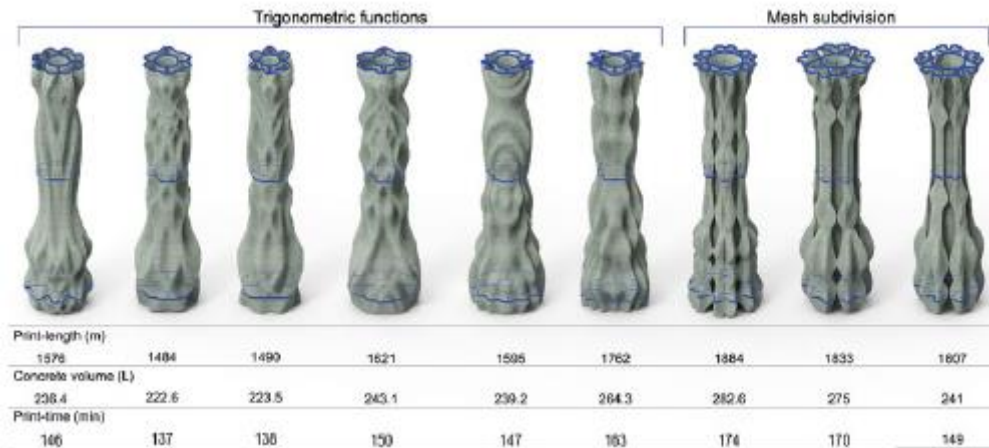 Trigonometric functions Mesh subdivision
Print-length (m)
1576 1484 1490 1621 1595 1762 1884 1833 1607
Concrete volume (L)
236.4 222.6 223.5 243.1 239.2 264.3 282.6 275 241
Print-time (min)
146 137 138 150 147 163 174 170 149